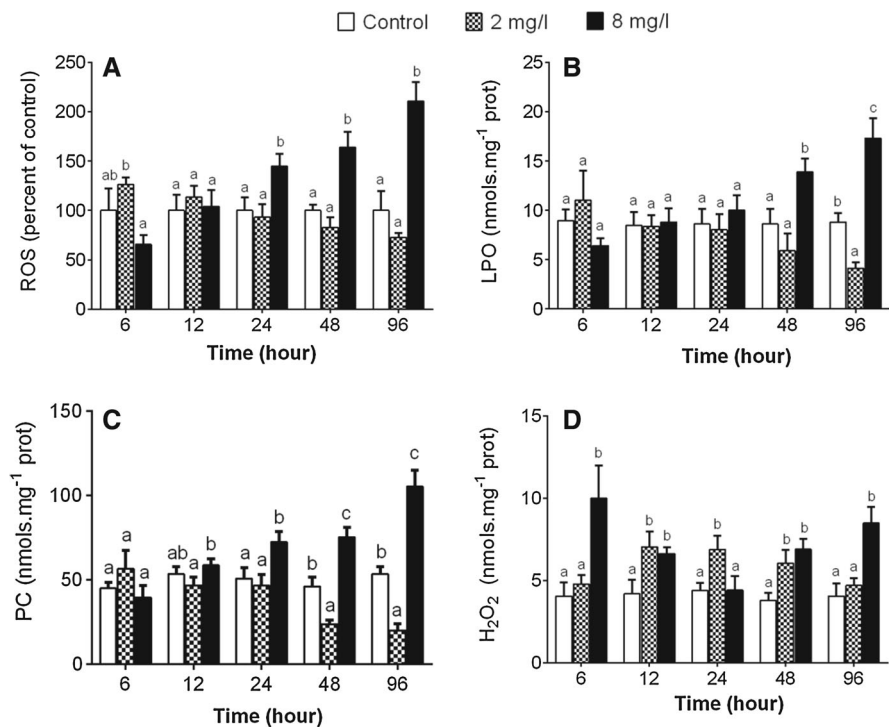 Control 2 mg/l 8 mg/l
A
ROS (percent of control)
250
200
150
100
50
0
ab b a
a a a
a a b
a a b
a a b
6 12 24 48 96
Time (hour)
B
LPO (nmols.mg⁻¹ prot)
25
20
15
10
5
0
a a a
a a a
a a a
a a b
b a c
6 12 24 48 96
Time (hour)
C
PC (nmols.mg⁻¹ prot)
150
100
50
0
a a a
ab a b
a a b
b a c
b a c
6 12 24 48 96
Time (hour)
D
H₂O₂ (nmols.mg⁻¹ prot)
15
10
5
0
a a b
a b b
a b a
a b b
a a b
6 12 24 48 96
Time (hour)